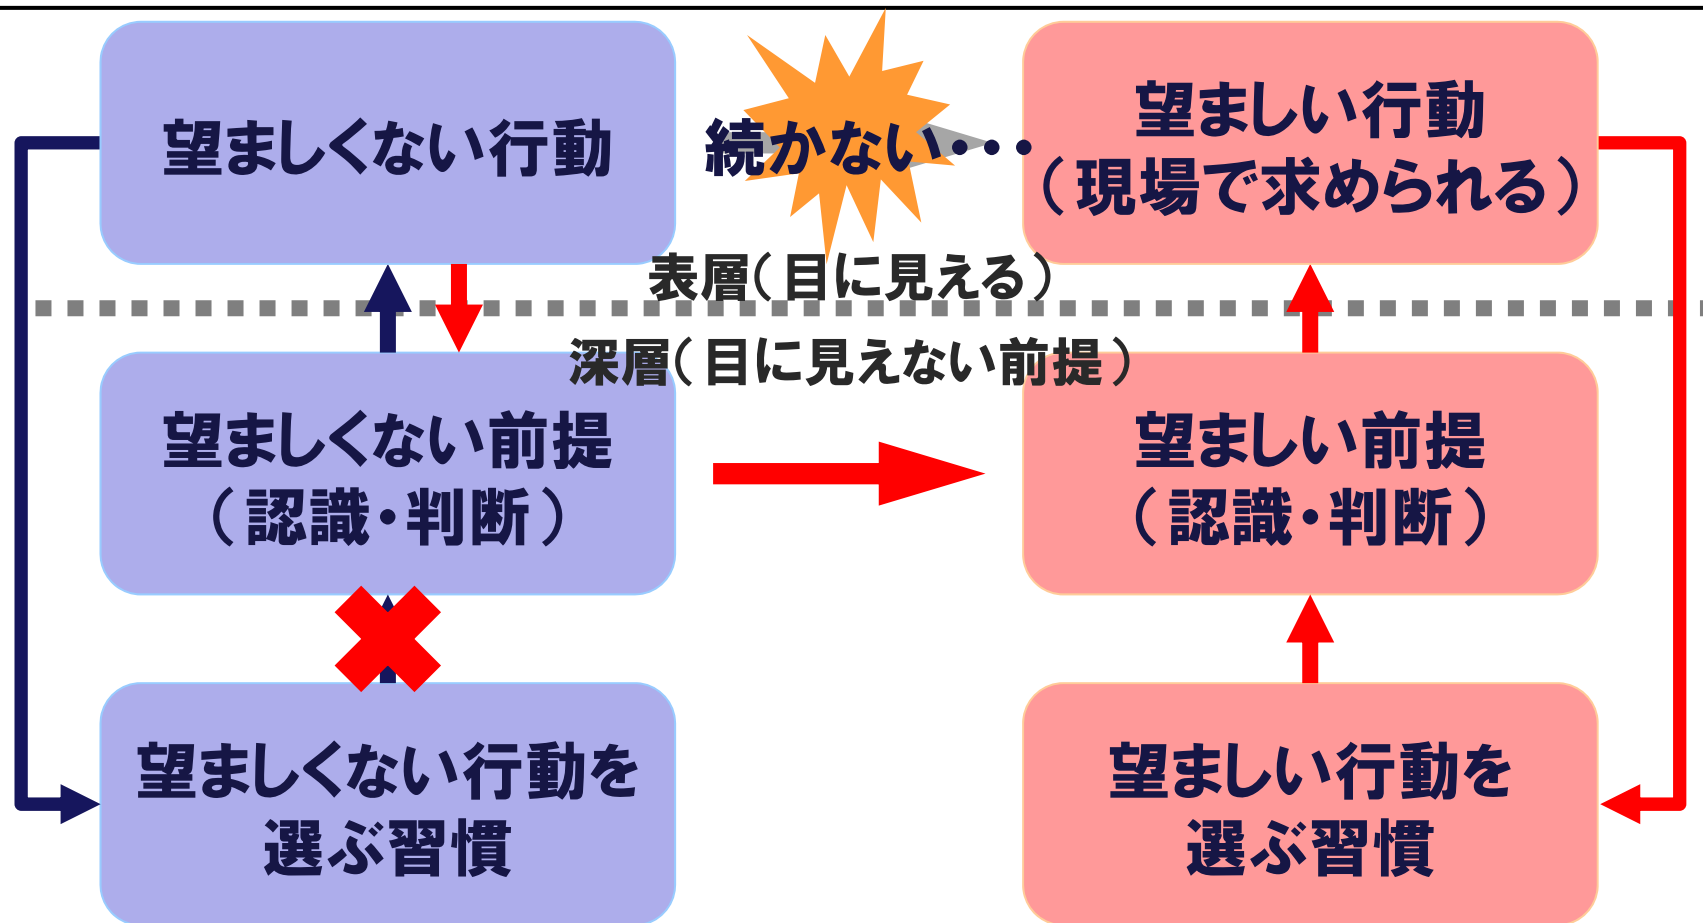 望ましくない行動
続かない・・・
望ましい行動
（現場で求められる）
表層（目に見える）
深層（目に見えない前提）
望ましくない前提
（認識・判断）
望ましい前提
（認識・判断）
望ましくない行動を
選ぶ習慣
望ましい行動を
選ぶ習慣